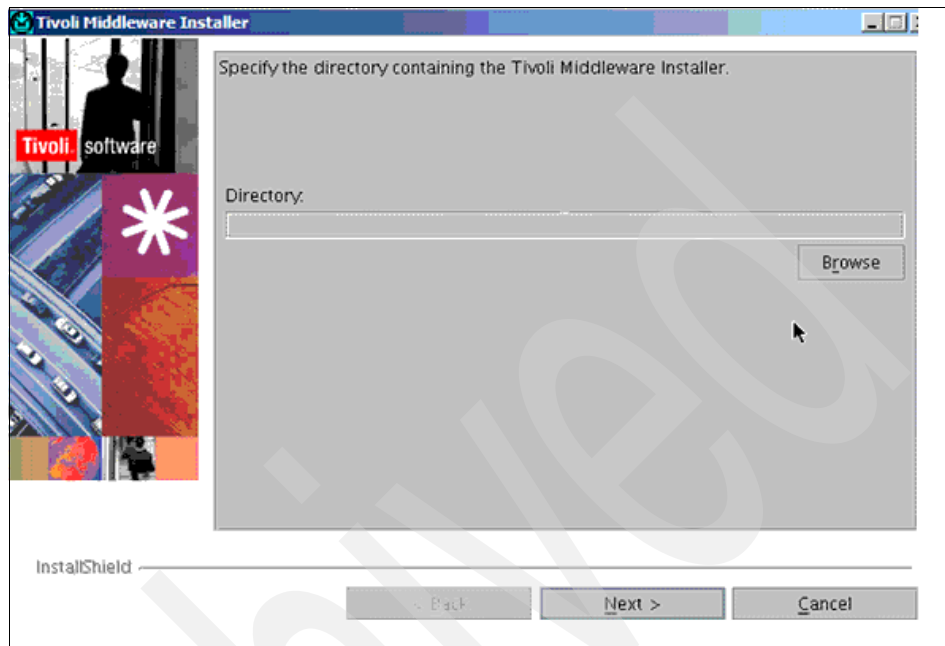 Tivoli Middleware Installer
Specify the directory containing the Tivoli Middleware Installer.
Tivoli. software
Directory:
Browse
InstallShield
< Back
Next >
Cancel